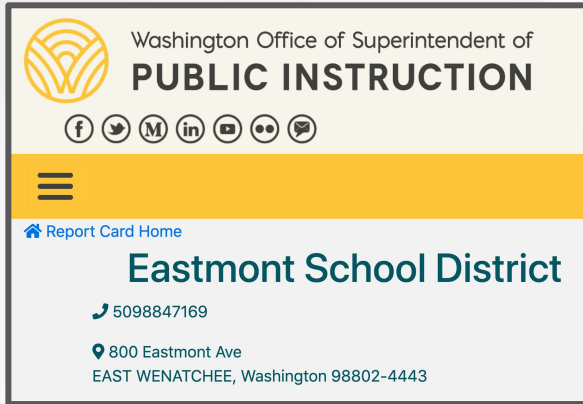 Washington Office of Superintendent of
PUBLIC INSTRUCTION
Report Card Home
Eastmont School District
5098847169
800 Eastmont Ave
EAST WENATCHEE, Washington 98802-4443